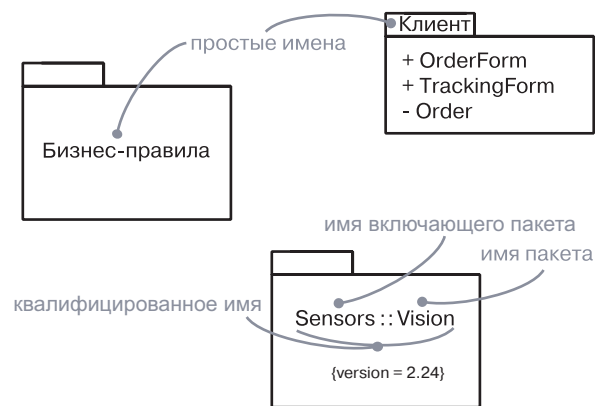 Клиент
простые имена
+ OrderForm
+ TrackingForm
- Order
Бизнес-правила
имя включающего пакета
имя пакета
квалифицированное имя
Sensors :: Vision
{version = 2.24}